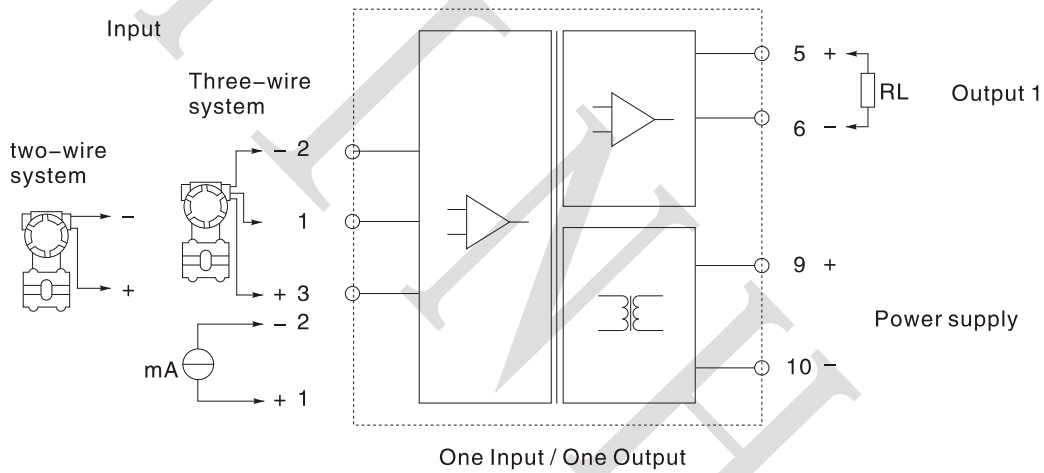 Input
Three-wire
system
two-wire
system
−
+
− 2
1
+ 3
− 2
mA
+ 1
5 +
6 −
RL
Output 1
9 +
10 −
Power supply
One Input / One Output